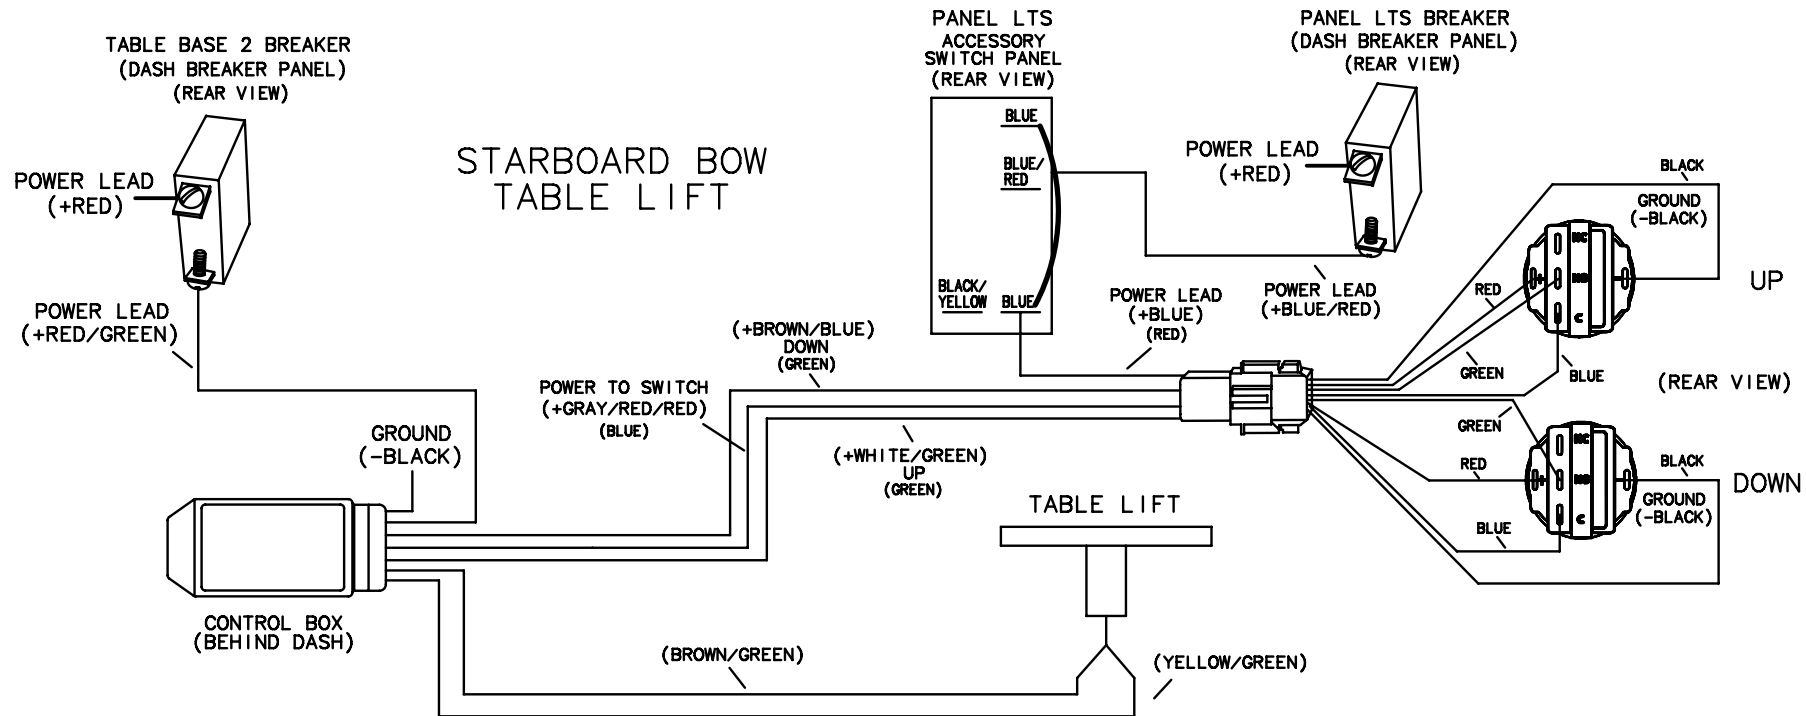 TABLE BASE 2 BREAKER
(DASH BREAKER PANEL)
(REAR VIEW)
POWER LEAD
(+RED)
POWER LEAD
(+RED/GREEN)
STARBOARD BOW
TABLE LIFT
PANEL LTS
ACCESSORY
SWITCH PANEL
(REAR VIEW)
BLUE
BLUE/
RED
BLACK/
YELLOW
BLUE
PANEL LTS BREAKER
(DASH BREAKER PANEL)
(REAR VIEW)
POWER LEAD
(+RED)
POWER LEAD
(+BLUE)
(RED)
POWER LEAD
(+BLUE/RED)
BLACK
GROUND
(-BLACK)
NC
NO
C
+
-
UP
RED
GREEN
BLUE
(REAR VIEW)
GREEN
RED
BLUE
NC
NO
C
+
-
BLACK
GROUND
(-BLACK)
DOWN
(+BROWN/BLUE)
DOWN
(GREEN)
POWER TO SWITCH
(+GRAY/RED/RED)
(BLUE)
(+WHITE/GREEN)
UP
(GREEN)
GROUND
(-BLACK)
CONTROL BOX
(BEHIND DASH)
TABLE LIFT
(BROWN/GREEN)
(YELLOW/GREEN)